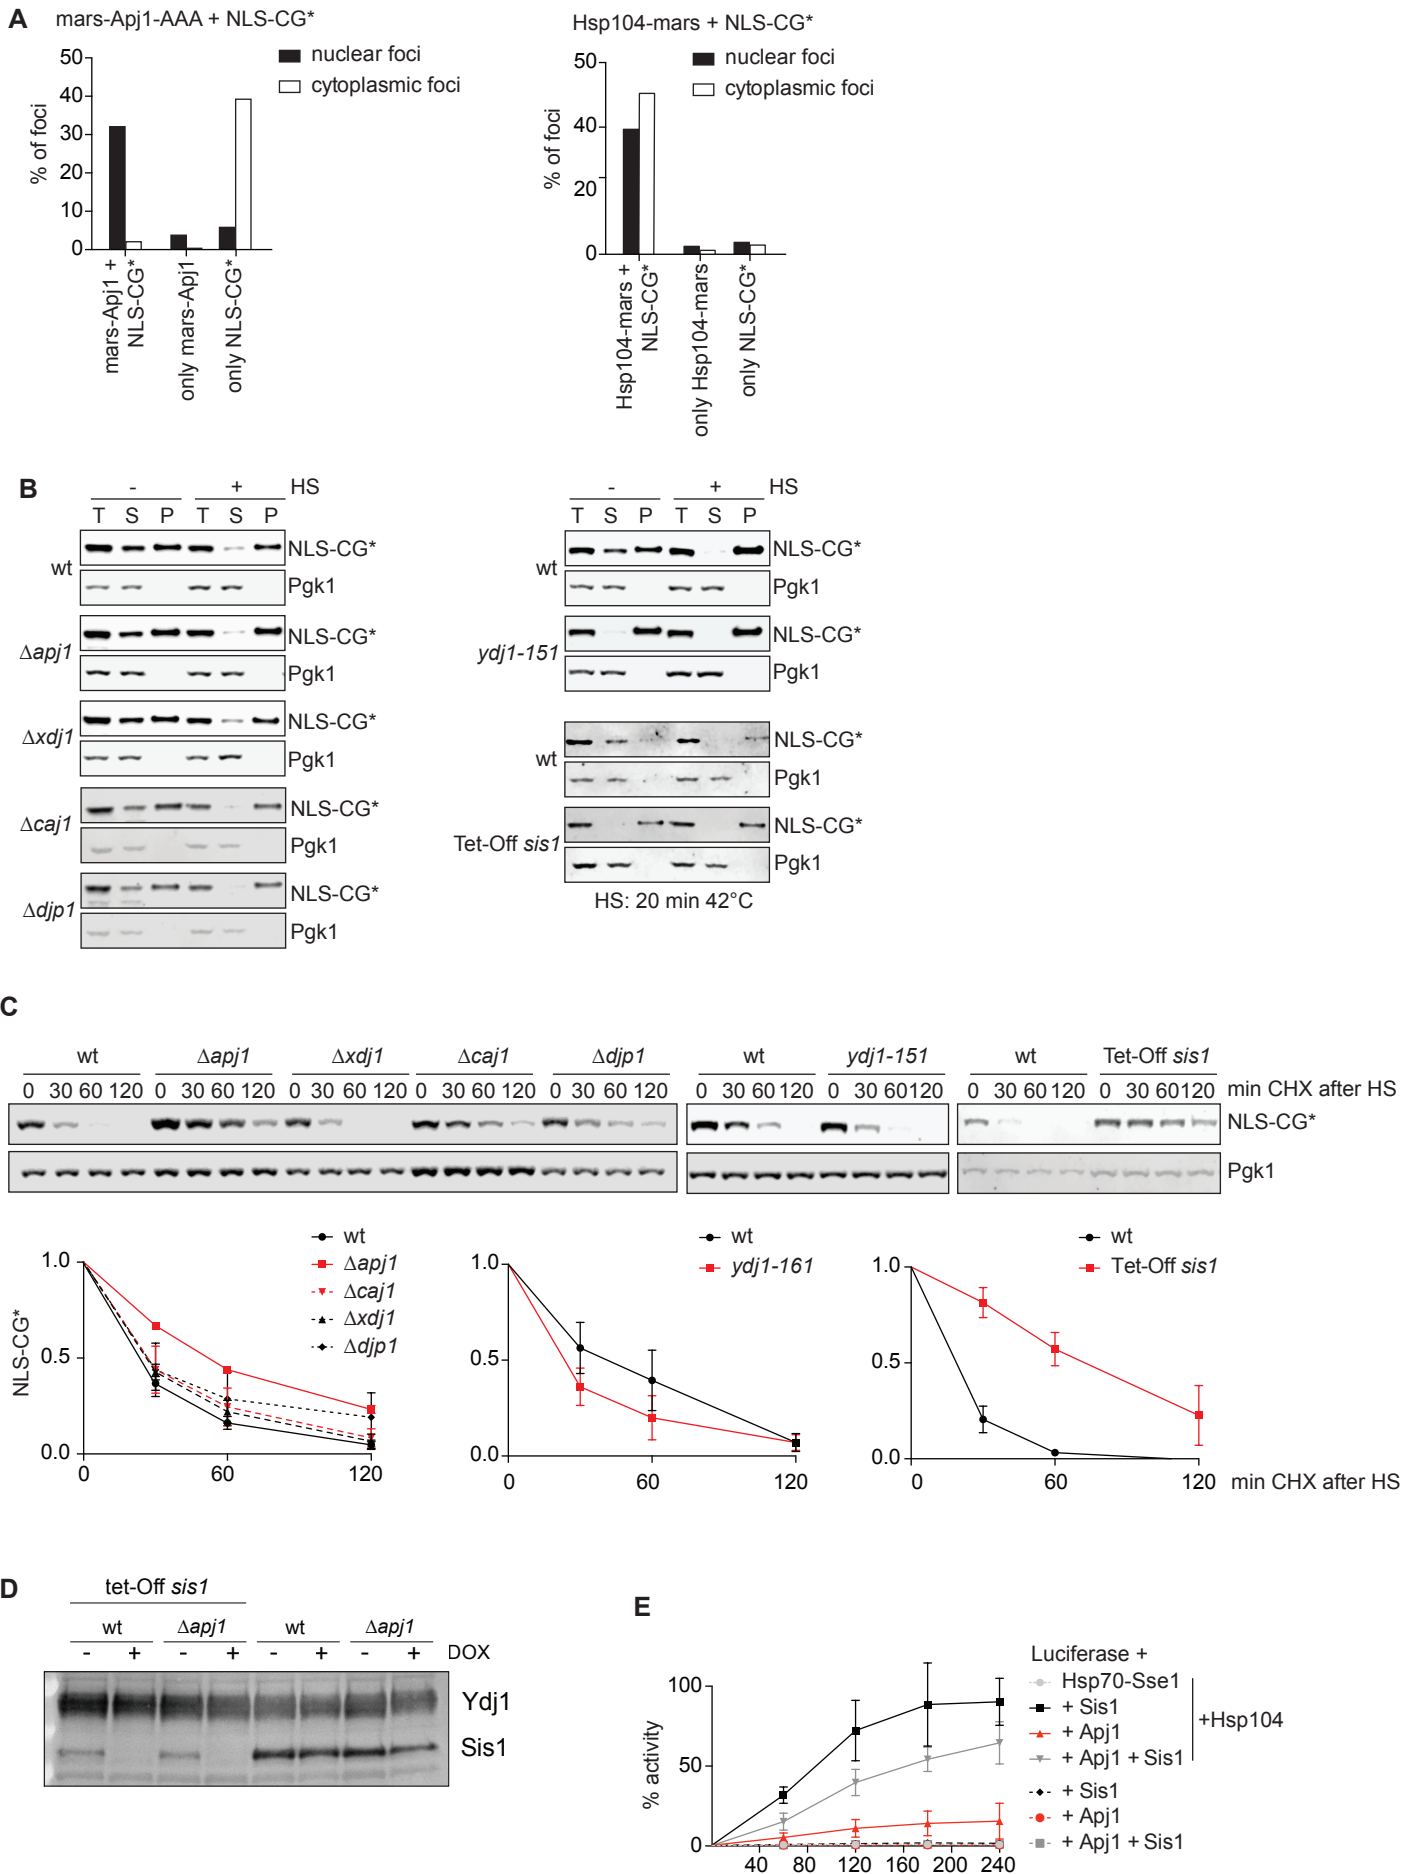 A
mars-Apj1-AAA + NLS-CG*
nuclear foci
cytoplasmic foci
% of foci
50
40
30
20
10
0
mars-Apj1 +
NLS-CG*
only mars-Apj1
only NLS-CG*
Hsp104-mars + NLS-CG*
nuclear foci
cytoplasmic foci
% of foci
50
40
20
20
0
Hsp104-mars +
NLS-CG*
only Hsp104-mars
only NLS-CG*
B
- + HS
T S P T S P
wt
NLS-CG*
Pgk1
Δapj1
NLS-CG*
Pgk1
Δxdj1
NLS-CG*
Pgk1
Δcaj1
NLS-CG*
Pgk1
Δdjp1
NLS-CG*
Pgk1
- + HS
T S P T S P
wt
NLS-CG*
Pgk1
ydj1-151
NLS-CG*
Pgk1
wt
NLS-CG*
Pgk1
Tet-Off sis1
NLS-CG*
Pgk1
HS: 20 min 42°C
C
wt Δapj1 Δxdj1 Δcaj1 Δdjp1 wt ydj1-151 wt Tet-Off sis1
0 30 60 120 0 30 60 120 0 30 60 120 0 30 60 120 0 30 60 120 0 30 60 120 0 30 60 120 0 30 60 120 0 30 60 120 min CHX after HS
NLS-CG*
Pgk1
NLS-CG*
1.0
0.5
0.0
0 60 120
wt
Δapj1
Δcaj1
Δxdj1
Δdjp1
1.0
0.5
0.0
0 60 120
wt
ydj1-161
1.0
0.5
0.0
0 60 120
wt
Tet-Off sis1
min CHX after HS
D
tet-Off sis1
wt Δapj1 wt Δapj1
- + - + - + - + DOX
Ydj1
Sis1
E
% activity
100
50
0
40 80 120 160 200 240
Luciferase +
Hsp70-Sse1
+ Sis1
+ Apj1
+ Apj1 + Sis1
+Hsp104
+ Sis1
+ Apj1
+ Apj1 + Sis1